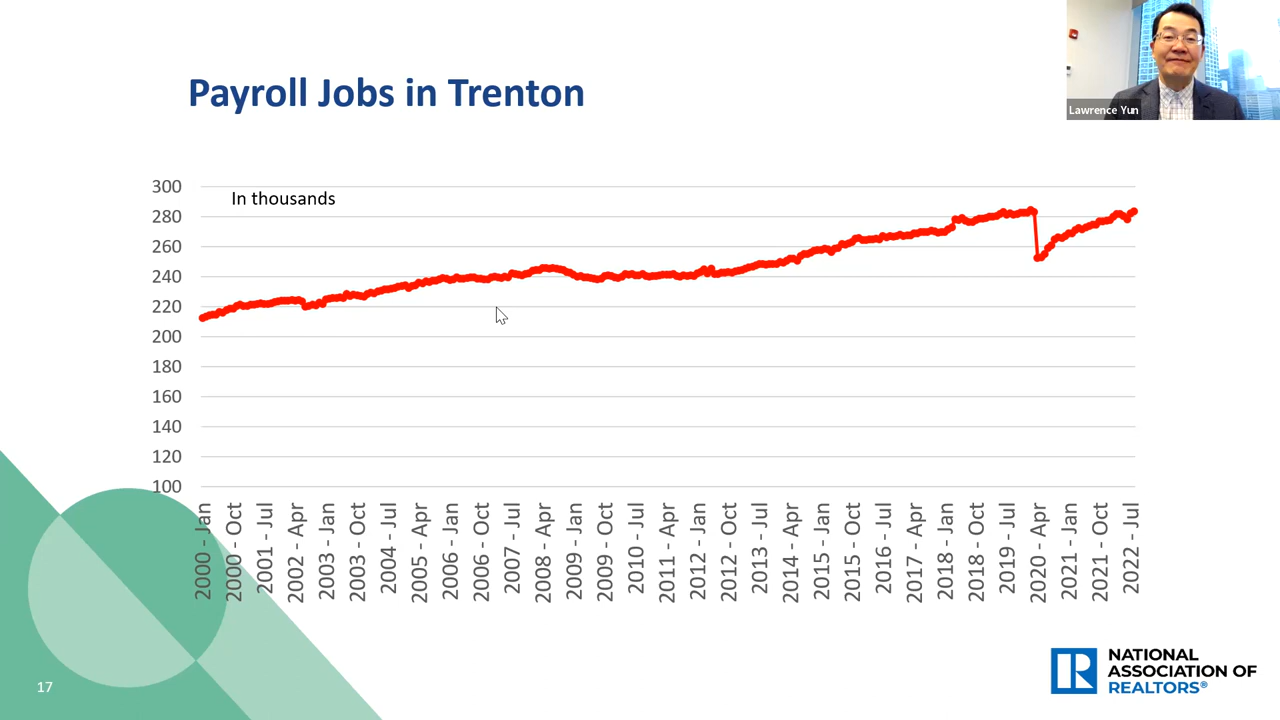 Lawrence Yun
Payroll Jobs in Trenton
In thousands
300
280
260
240
220
200
180
160
140
120
100
2000 - Jan
2000 - Oct
2001 - Jul
2002 - Apr
2003 - Jan
2003 - Oct
2004 - Jul
2005 - Apr
2006 - Jan
2006 - Oct
2007 - Jul
2008 - Apr
2009 - Jan
2009 - Oct
2010 - Jul
2011 - Apr
2012 - Jan
2012 - Oct
2013 - Jul
2014 - Apr
2015 - Jan
2015 - Oct
2016 - Jul
2017 - Apr
2018 - Jan
2018 - Oct
2019 - Jul
2020 - Apr
2021 - Jan
2021 - Oct
2022 - Jul
17
R
NATIONAL
ASSOCIATION OF
REALTORS®